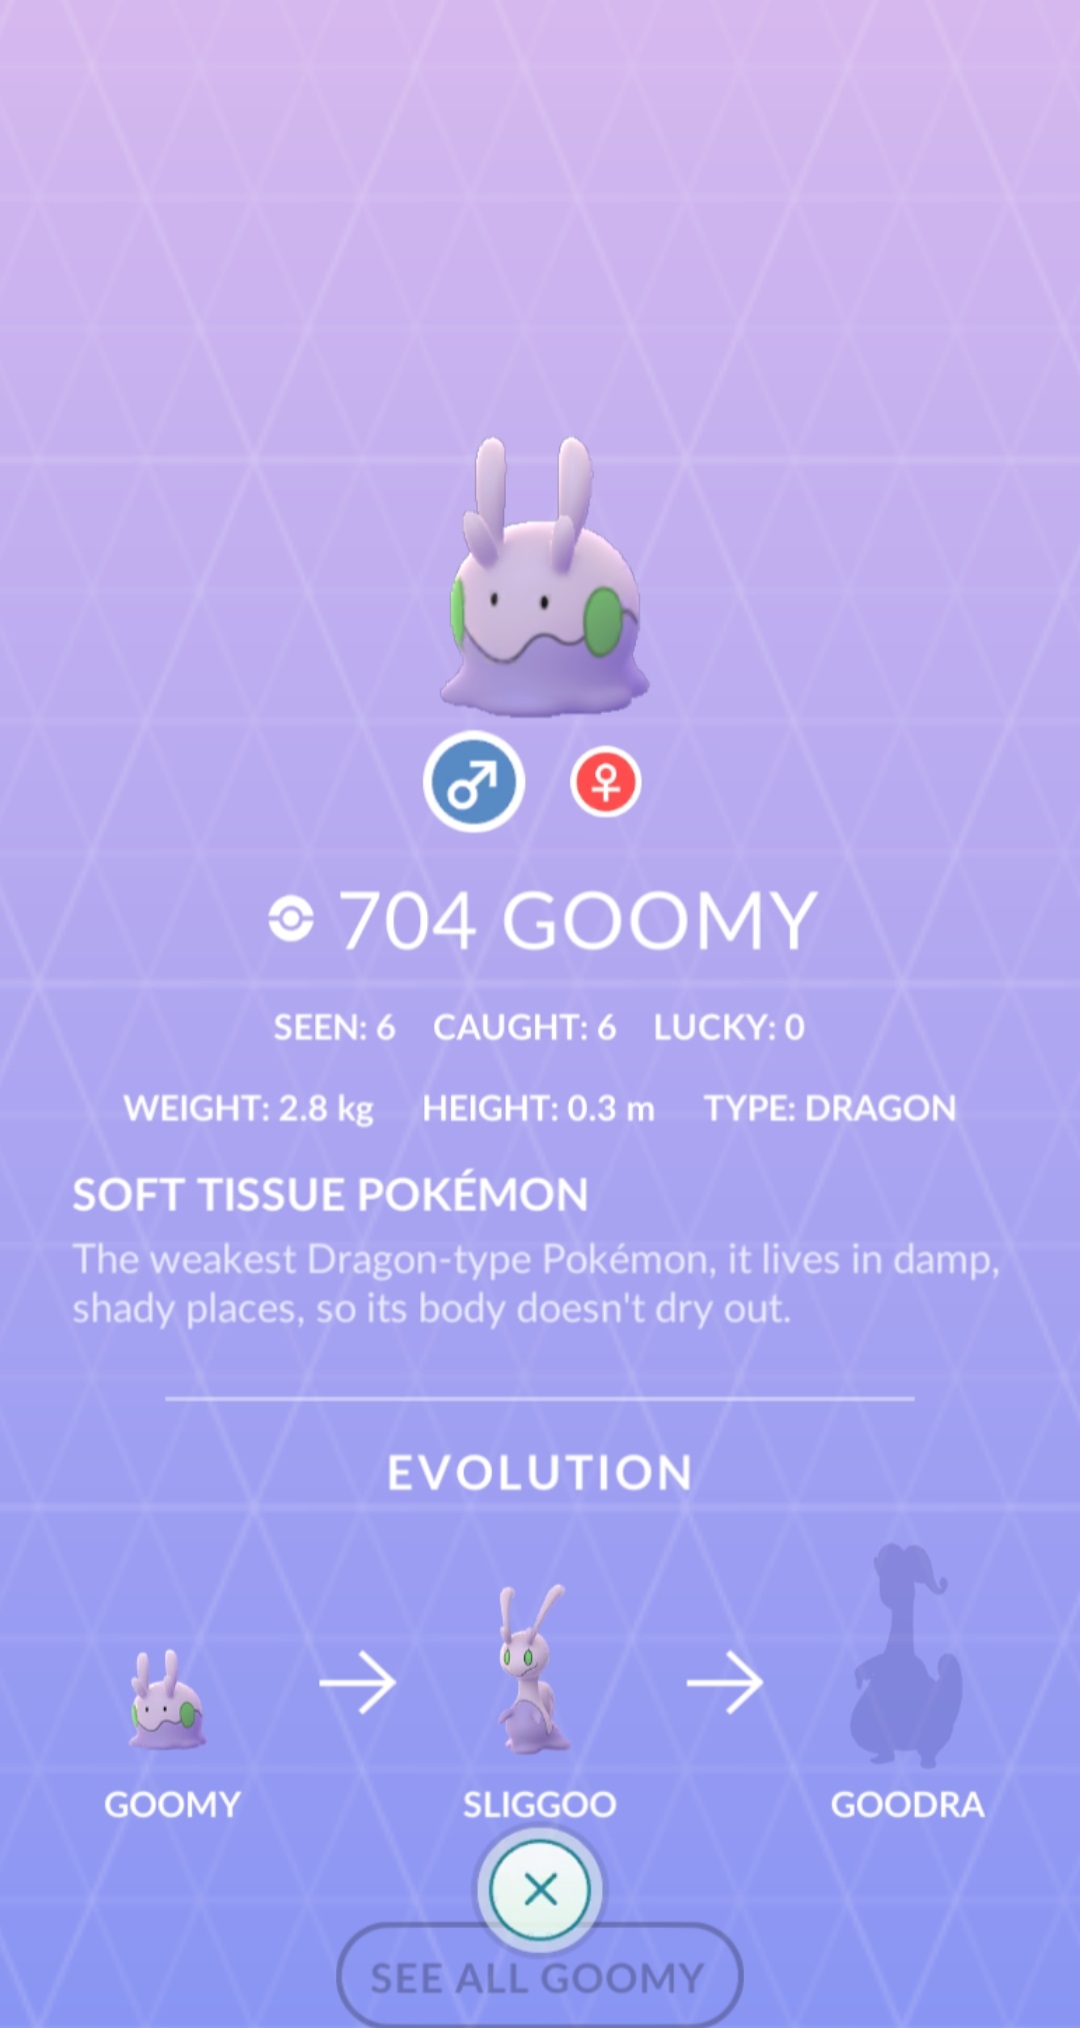 704 GOOMY
SEEN: 6 CAUGHT: 6 LUCKY: 0
WEIGHT: 2.8 kg HEIGHT: 0.3 m TYPE: DRAGON
SOFT TISSUE POKÉMON
The weakest Dragon-type Pokémon, it lives in damp,
shady places, so its body doesn't dry out.
EVOLUTION
GOOMY SLIGGOO GOODRA
SEE ALL GOOMY